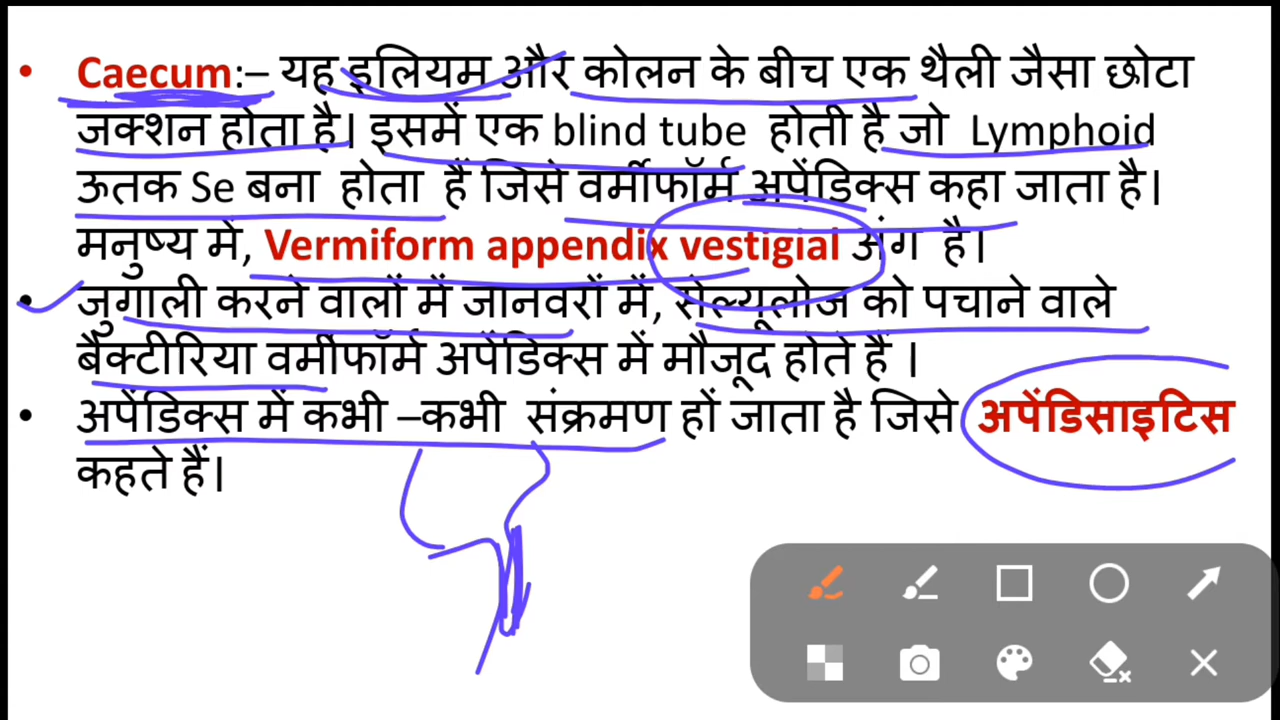 • Caecum:– यह इलियम और कोलन के बीच एक थैली जैसा छोटा
जक्शन होता है। इसमें एक blind tube होती है जो Lymphoid
ऊतक Se बना होता है जिसे वर्मीफॉर्म अपेंडिक्स कहा जाता है।
मनुष्य में, Vermiform appendix vestigial अंग है।
• जुगाली करने वालों में जानवरों में, सेल्यूलोज को पचाने वाले
बैक्टीरिया वर्मीफॉर्म अपेंडिक्स में मौजूद होते हैं ।
• अपेंडिक्स में कभी –कभी संक्रमण हों जाता है जिसे अपेंडिसाइटिस
कहते हैं।